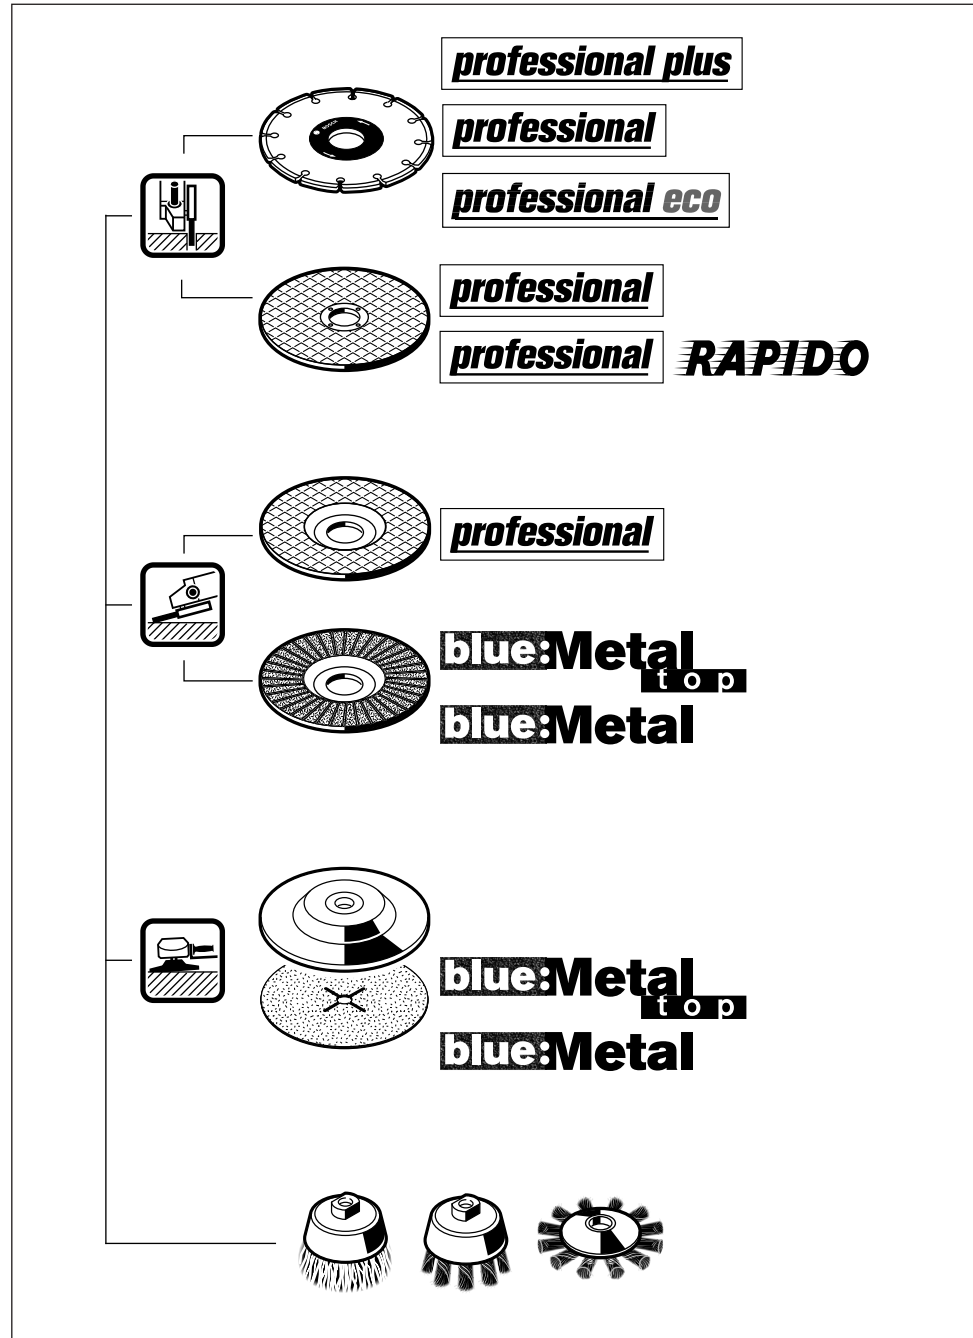 professional plus
BOSCH
professional
professional eco
professional
professional RAPIDO
professional
blue:Metal
top
blue:Metal
blue:Metal
top
blue:Metal